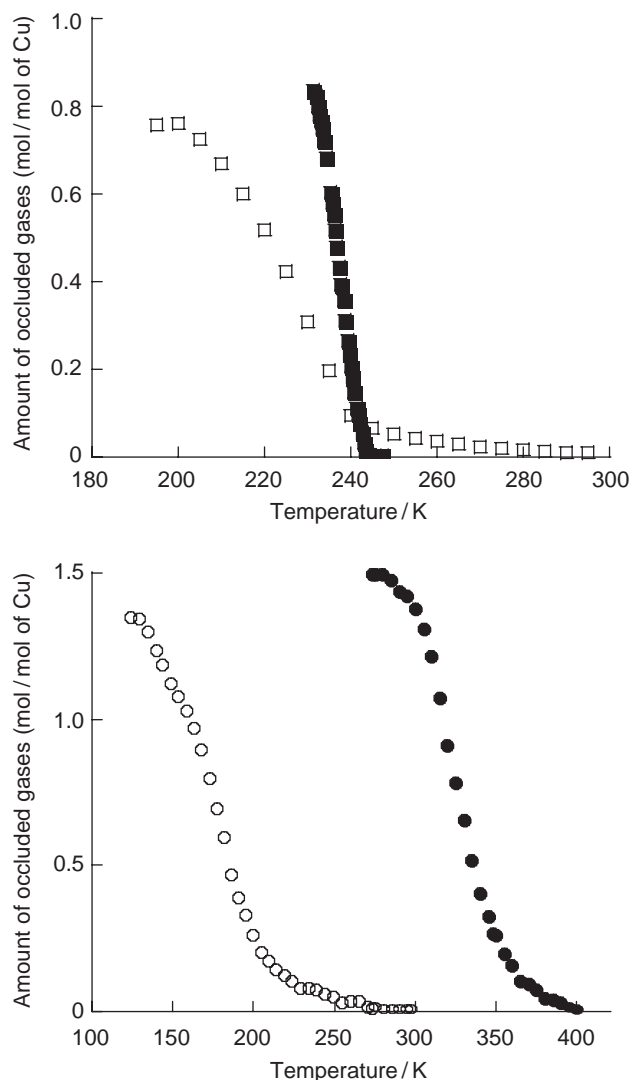 Amount of occluded gases (mol/mol of Cu)
1.0
0.8
0.6
0.4
0.2
0
180 200 220 240 260 280 300
Temperature/K
Amount of occluded gases (mol/mol of Cu)
1.5
1.0
0.5
0
100 150 200 250 300 350 400
Temperature/K